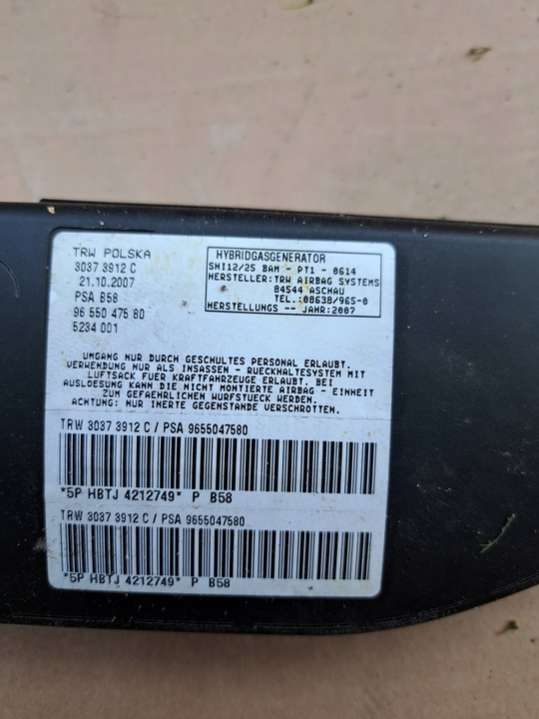 TRW POLSKA
3037 3912 C
21.10.2007
PSA B58
96 550 475 80
5234 001
HYBRIDGASGENERATOR
SHI12/25 BAM - PT1 - 0614
HERSTELLER:TRW AIRBAG SYSTEMS
84544 ASCHAU
TEL.:08638/965-0
HERSTELLUNGS -- JAHR:2007
UMGANG NUR DURCH GESCHULTES PERSONAL ERLAUBT.
VERWENDUNG NUR ALS INSASSEN - RUECKHALTESYSTEM MIT
LUFTSACK FUER KRAFTFAHRZEUGE ERLAUBT. BEI
AUSLOESUNG KANN DIE NICHT MONTIERTE AIRBAG - EINHEIT
ZUM GEFAEHRLICHEN WURFSTUECK WERDEN.
ACHTUNG: NUR INERTE GEGENSTANDE VERSCHROTTEN.
TRW 3037 3912 C / PSA 9655047580
*5P HBTJ 4212749* P B58
TRW 3037 3912 C / PSA 9655047580
*5P HBTJ 4212749* P B58